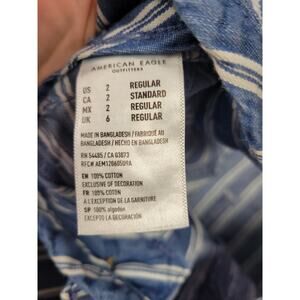 AMERICAN EAGLE
OUTFITTERS
US 2 REGULAR
CA 2 STANDARD
MX 2 REGULAR
UK 6 REGULAR
MADE IN BANGLADESH / FABRIQUÉ AU
BANGLADESH / HECHO EN BANGLADESH
RN 54485 / CA 03873
RFC# AEM12060509A
EN 100% COTTON
EXCLUSIVE OF DECORATION
FR 100% COTON
À L'EXCEPTION DE LA GARNITURE
SP 100% algodón
EXCEPTO LA DECORACIÓN